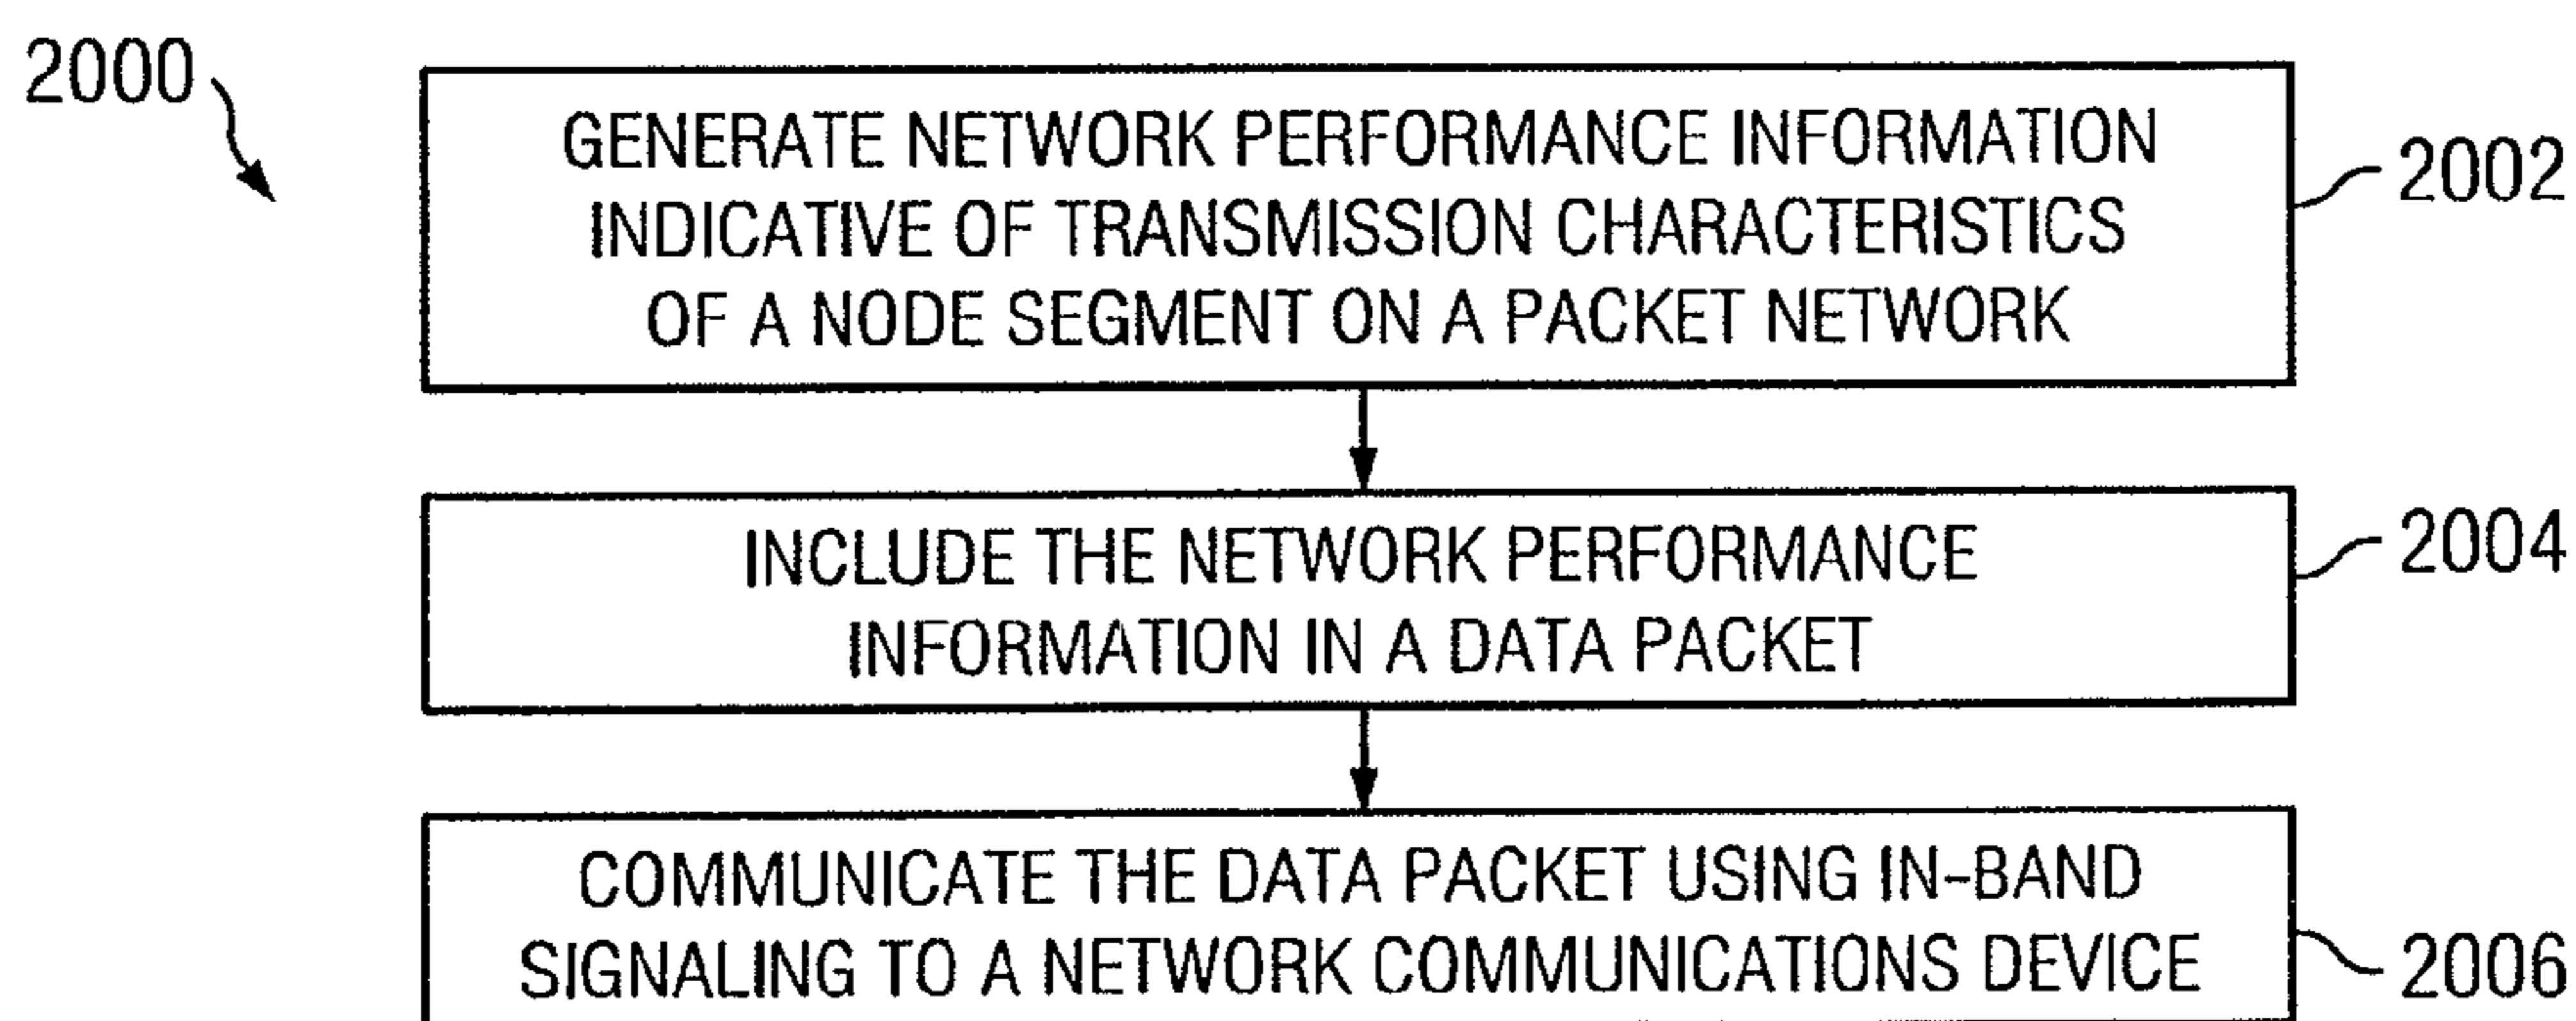 2000
GENERATE NETWORK PERFORMANCE INFORMATION
INDICATIVE OF TRANSMISSION CHARACTERISTICS
OF A NODE SEGMENT ON A PACKET NETWORK
2002
INCLUDE THE NETWORK PERFORMANCE
INFORMATION IN A DATA PACKET
2004
COMMUNICATE THE DATA PACKET USING IN-BAND
SIGNALING TO A NETWORK COMMUNICATIONS DEVICE
2006